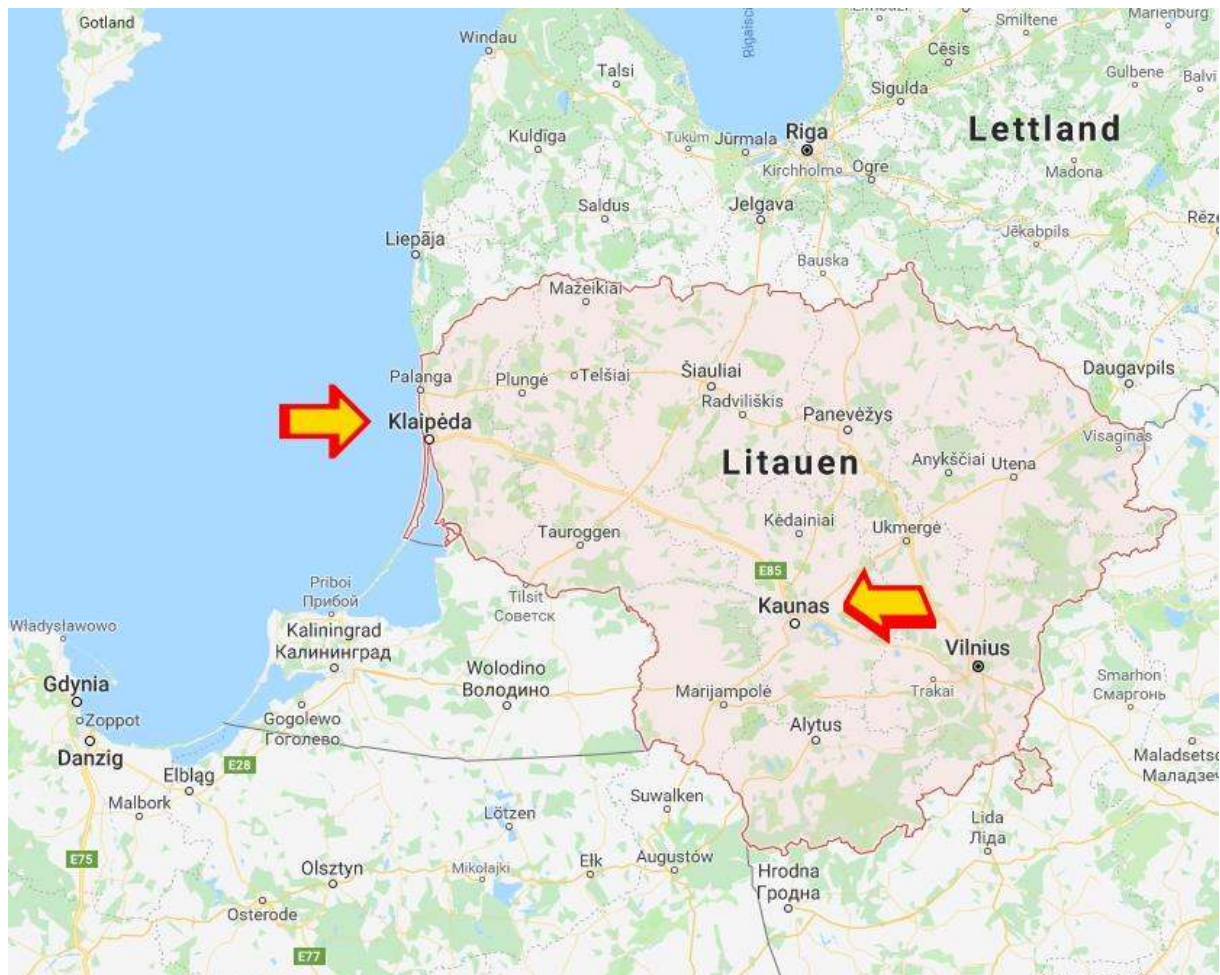 Gotland
Smiltene
Marienburg
Windau
Rigaisc
Cēsis
Talsi
Gulbene
Balvi
Sigulda
Lettland
Kuldīga
Tukum
Jūrmala
Riga
Kirchholm
Ogre
Madona
Saldus
Jelgava
Rēze
Jēkabpils
Liepāja
Bauska
Mažeikiai
Daugavpils
Palanga
Plungė
Telšiai
Šiauliai
Radviliškis
Panevėžys
Klaipėda
Visaginas
Litauen
Anykščiai
Utena
Tauroggen
Kėdainiai
Ukmergė
E85
Priboi
Прибой
Tilsit
Советск
Kaunas
Władysławowo
Kaliningrad
Калининград
Vilnius
Wolodino
Володино
Smarhon
Смаргонь
Gdynia
Marijampolė
Trakai
Zoppot
Gogolewo
Гоголево
Alytus
Danzig
Maladsetsc
Маладзеч
E28
Elbląg
Malbork
Suwalken
Lötzen
Lida
Ліда
E75
Olsztyn
Mikołajki
Ełk
Augustów
Hrodna
Гродна
Osterode
E77